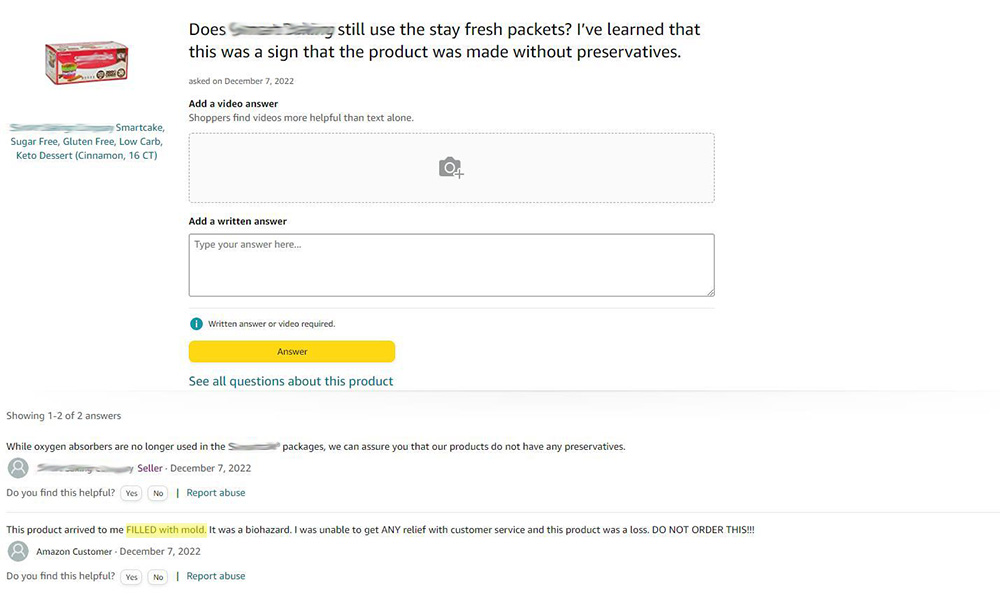 Does still use the stay fresh packets? I've learned that
this was a sign that the product was made without preservatives.
asked on December 7, 2022
Smartcake,
Sugar Free, Gluten Free, Low Carb,
Keto Dessert (Cinnamon, 16 CT)
Add a video answer
Shoppers find videos more helpful than text alone.
Add a written answer
Type your answer here...
Written answer or video required.
Answer
See all questions about this product
Showing 1-2 of 2 answers
While oxygen absorbers are no longer used in the packages, we can assure you that our products do not have any preservatives.
Seller · December 7, 2022
Do you find this helpful? Yes No | Report abuse
This product arrived to me FILLED with mold. It was a biohazard. I was unable to get ANY relief with customer service and this product was a loss. DO NOT ORDER THIS!!!
Amazon Customer · December 7, 2022
Do you find this helpful? Yes No | Report abuse